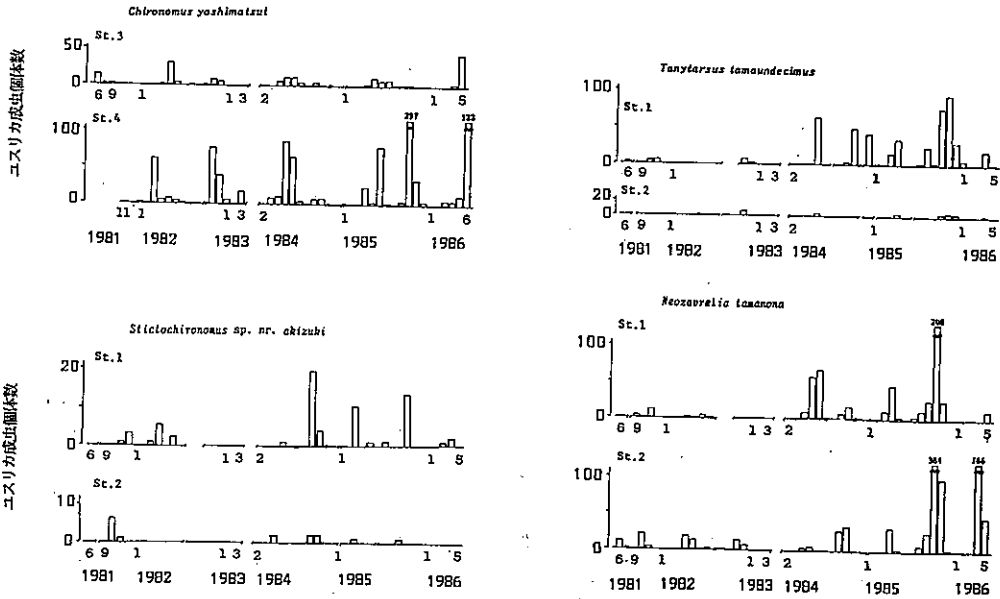 Chironomus yoshimatsui
ユスリカ成虫個体数
St.3
50
0
6 9 1 1 3 2 1 1 5
St.4
100
0
11 1 1 3 2 1 1 6
1981 1982 1983 1984 1985 1986
Tanytarsus tamaundecimus
100
St.1
0
6 9 1 1 3 2 1 1 5
St.2
20
0
6 9 1 1 3 2 1 1 5
1981 1982 1983 1984 1985 1986
Stictochironomus sp. nr. akizuki
ユスリカ成虫個体数
St.1
20
0
6 9 1 1 3 2 1 1 5
St.2
10
0
6 9 1 1 3 2 1 1 5
1981 1982 1983 1984 1985 1986
Neozavrelia tamanona
St.1
100
0
6 9 1 1 3 2 1 1 5
St.2
100
0
6 9 1 1 3 2 1 1 5
1981 1982 1983 1984 1985 1986